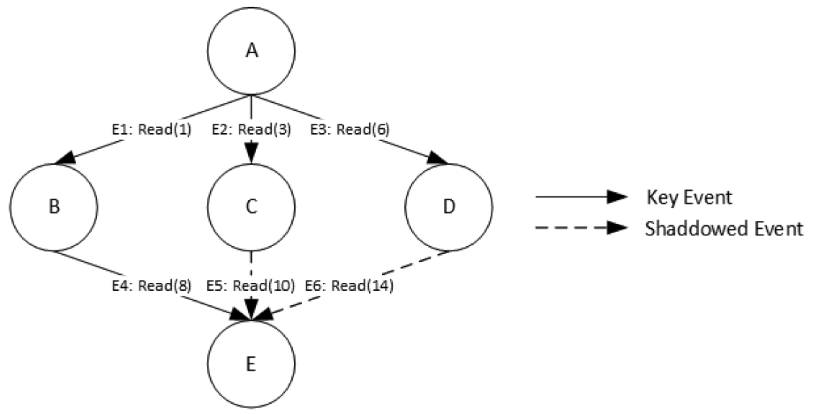 A
E1: Read(1) E2: Read(3) E3: Read(6)
B C D
Key Event
Shaddowed Event
E4: Read(8) E5: Read(10) E6: Read(14)
E